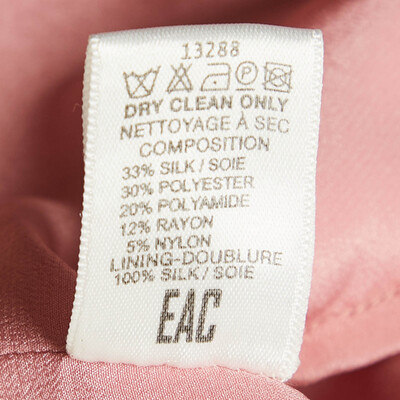 13288
DRY CLEAN ONLY
NETTOYAGE À SEC
COMPOSITION
33% SILK / SOIE
30% POLYESTER
20% POLYAMIDE
12% RAYON
5% NYLON
LINING-DOUBLURE
100% SILK / SOIE
EAC